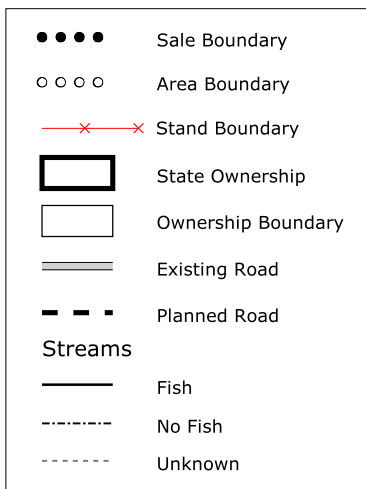 Sale Boundary
Area Boundary
Stand Boundary
State Ownership
Ownership Boundary
Existing Road
Planned Road
Streams
Fish
No Fish
Unknown